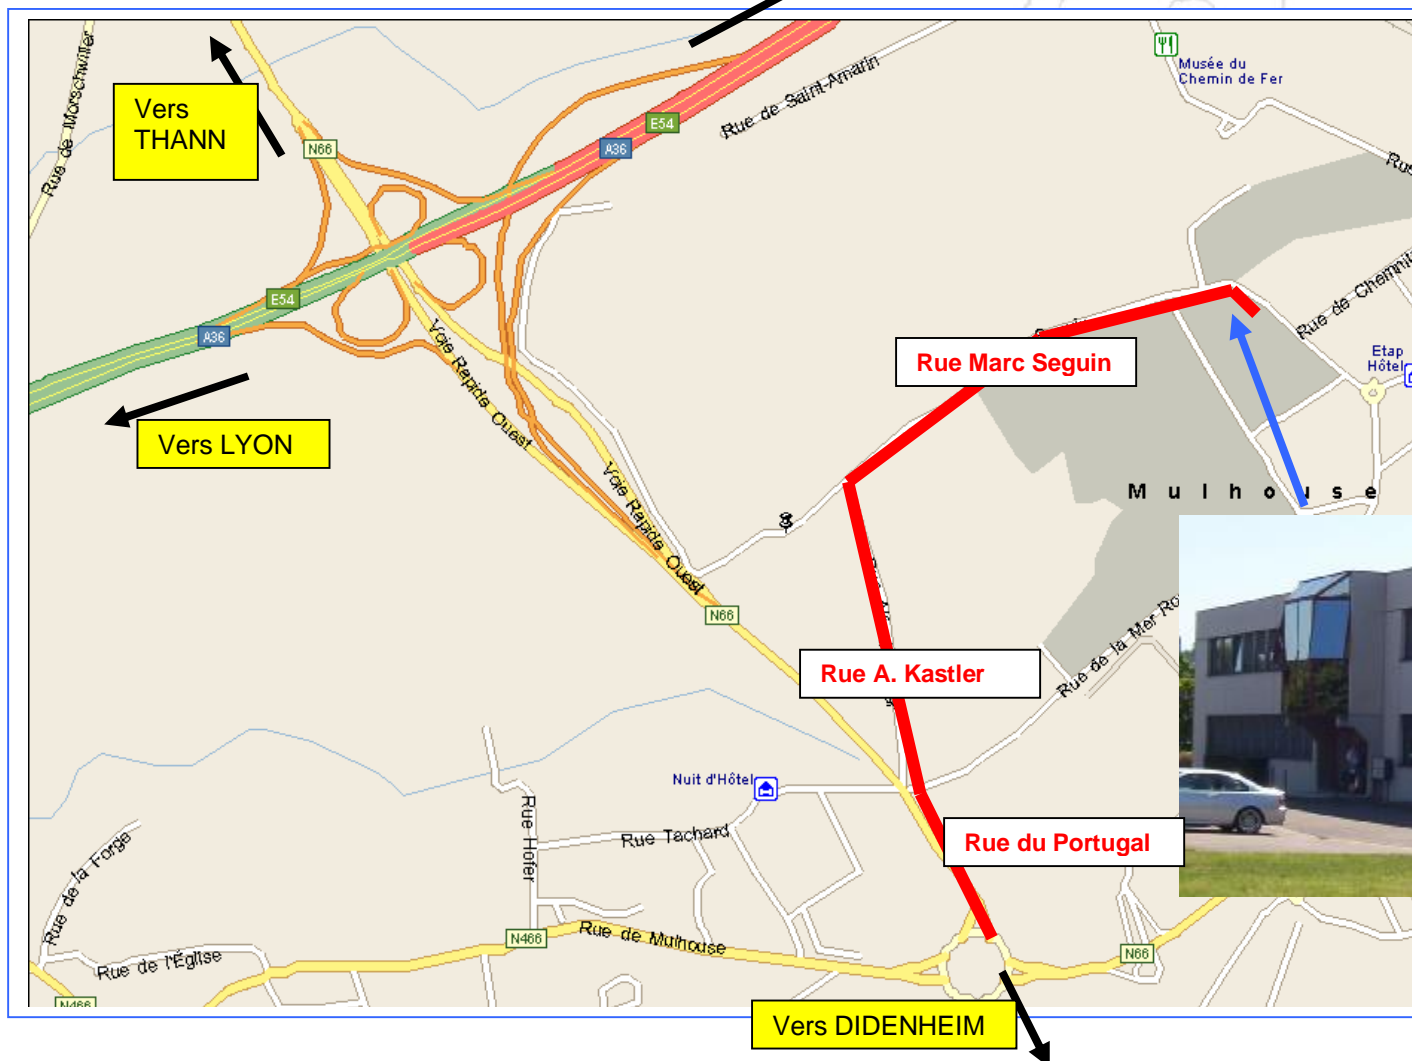 Vers
THANN
Rue de Morschwiller
N66
E54
A36
Rue de Saint-Amarin
Musée du
Chemin de Fer
E54
A36
Vers LYON
Voie Rapide Ouest
Voie Rapide Ouest
Rue Marc Seguin
Rue de Chemnitz
Etap
Hôtel
Mulhouse
N66
Rue A. Kastler
Rue de la Mer Ro
Nuit d'Hôtel
Rue Hofer
Rue Tachard
Rue du Portugal
Rue de la Forge
Rue de l'Église
N466
Rue de Mulhouse
N66
N466
Vers DIDENHEIM